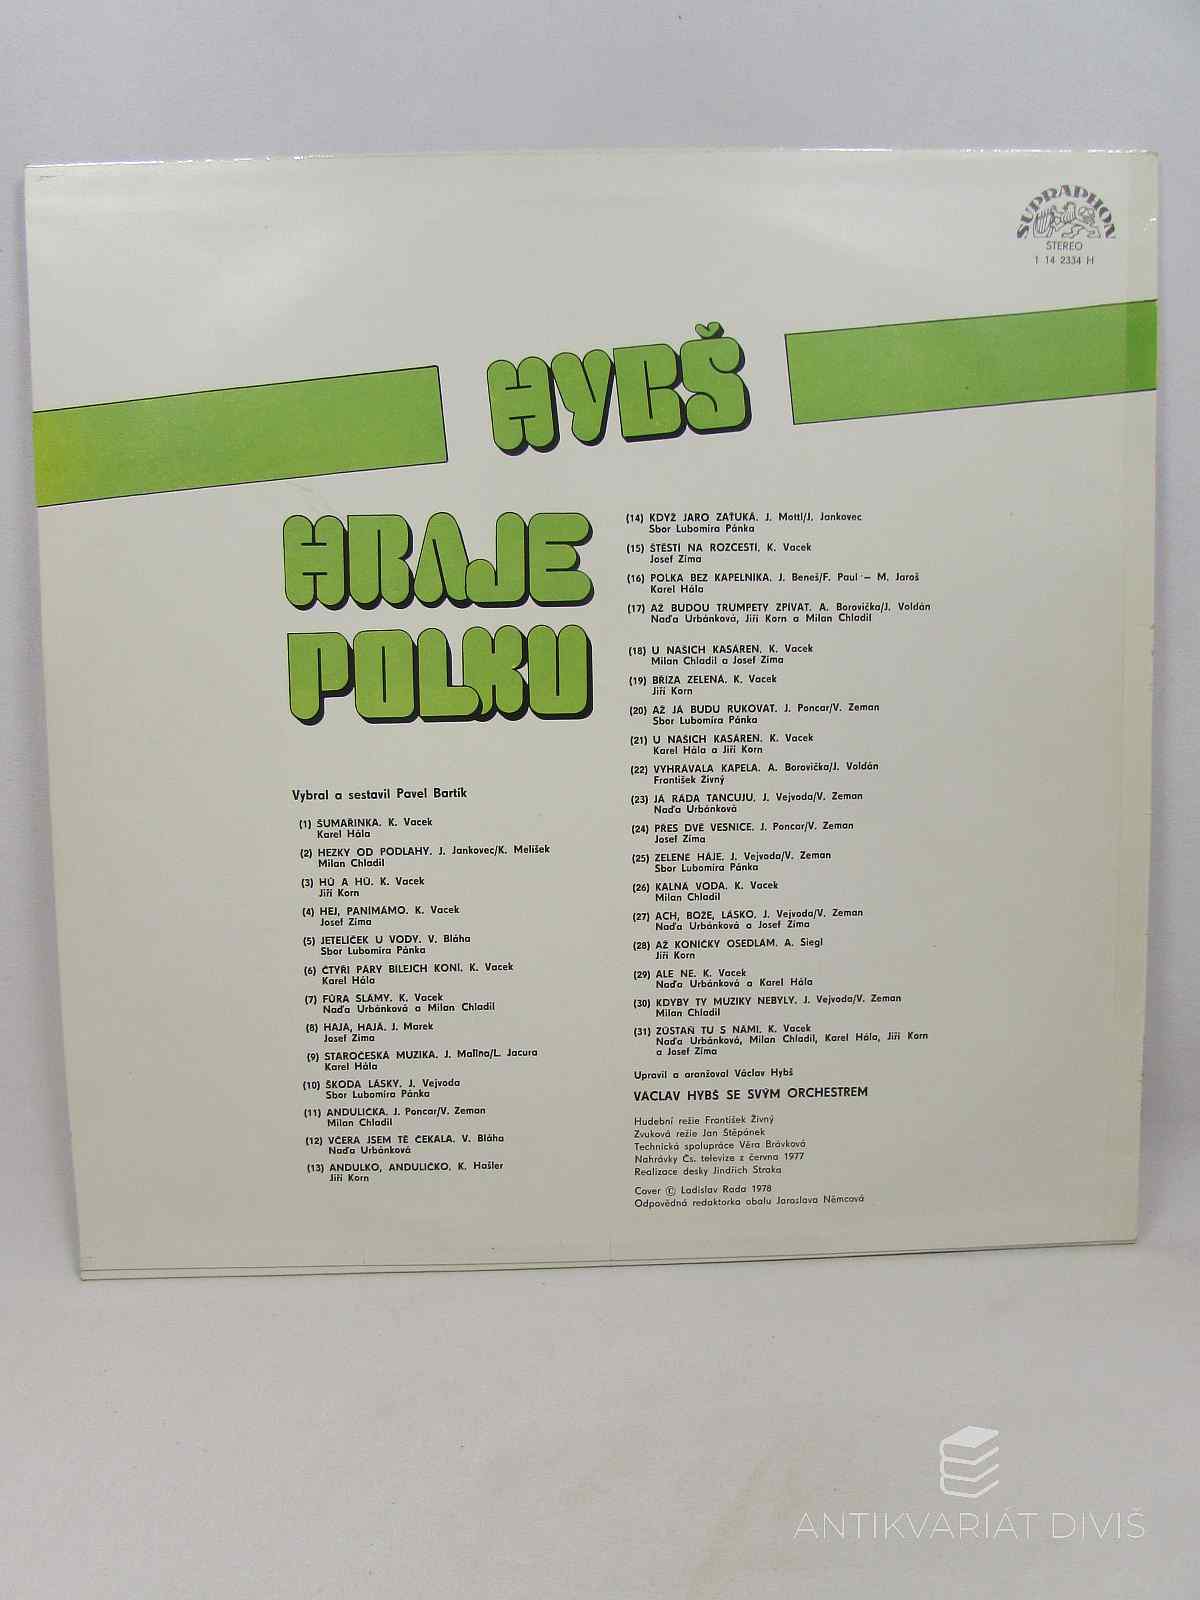 SUPRAPHON
STEREO
1 14 2334 H
HYBŠ
HRAJE
POLKU
Vybral a sestavil Pavel Bartík
(1) ŠUMAŘINKA. K. Vacek
Karel Hála
(2) HEZKY OD PODLAHY. J. Jankovec/K. Melíšek
Milan Chladil
(3) HŮ A HŮ. K. Vacek
Jiří Korn
(4) HEJ, PANIMÁMO. K. Vacek
Josef Zíma
(5) JETELÍČEK U VODY. V. Bláha
Sbor Lubomíra Pánka
(6) ČTYŘI PÁRY BÍLEJCH KONÍ. K. Vacek
Karel Hála
(7) FŮRA SLÁMY. K. Vacek
Naďa Urbánková a Milan Chladil
(8) HAJÁ, HAJÁ. J. Marek
Josef Zíma
(9) STAROČESKÁ MUZIKA. J. Malina/L. Jacura
Karel Hála
(10) ŠKODA LÁSKY. J. Vejvoda
Sbor Lubomíra Pánka
(11) ANDULIČKA. J. Poncar/V. Zeman
Milan Chladil
(12) VČERA JSEM TĚ ČEKALA. V. Bláha
Naďa Urbánková
(13) ANDULKO, ANDULIČKO. K. Hašler
Jiří Korn
(14) KDYŽ JARO ZAŤUKÁ. J. Mottl/J. Jankovec
Sbor Lubomíra Pánka
(15) ŠTĚSTÍ NA ROZCESTÍ. K. Vacek
Josef Zíma
(16) POLKA BEZ KAPELNÍKA. J. Beneš/F. Paul – M. Jaroš
Karel Hála
(17) AŽ BUDOU TRUMPETY ZPÍVAT. A. Borovička/J. Voldán
Naďa Urbánková, Jiří Korn a Milan Chladil
(18) U NAŠICH KASÁREN. K. Vacek
Milan Chladil a Josef Zíma
(19) BŘÍZA ZELENÁ. K. Vacek
Jiří Korn
(20) AŽ JÁ BUDU RUKOVAT. J. Poncar/V. Zeman
Sbor Lubomíra Pánka
(21) U NAŠICH KASÁREN. K. Vacek
Karel Hála a Jiří Korn
(22) VYHRÁVALA KAPELA. A. Borovička/J. Voldán
František Živný
(23) JÁ RÁDA TANCUJU. J. Vejvoda/V. Zeman
Naďa Urbánková
(24) PŘES DVĚ VESNICE. J. Poncar/V. Zeman
Josef Zíma
(25) ZELENÉ HÁJE. J. Vejvoda/V. Zeman
Sbor Lubomíra Pánka
(26) KALNÁ VODA. K. Vacek
Milan Chladil
(27) ACH, BOŽE, LÁSKO. J. Vejvoda/V. Zeman
Naďa Urbánková a Josef Zíma
(28) AŽ KONÍČKY OSEDLÁM. A. Siegl
Jiří Korn
(29) ALE NE. K. Vacek
Naďa Urbánková a Karel Hála
(30) KDYBY TY MUZIKY NEBYLY. J. Vejvoda/V. Zeman
Milan Chladil
(31) ZŮSTAŇ TU S NÁMI. K. Vacek
Naďa Urbánková, Milan Chladil, Karel Hála, Jiří Korn
a Josef Zíma
Upravil a aranžoval Václav Hybš
VÁCLAV HYBŠ SE SVÝM ORCHESTREM
Hudební režie František Živný
Zvuková režie Jan Štěpánek
Technická spolupráce Věra Brávková
Nahrávky Čs. televize z června 1977
Realizace desky Jindřich Straka
Cover © Ladislav Rada 1978
Odpovědná redaktorka obalu Jaroslava Němcová
ANTIKVARIÁT DIVIŠ